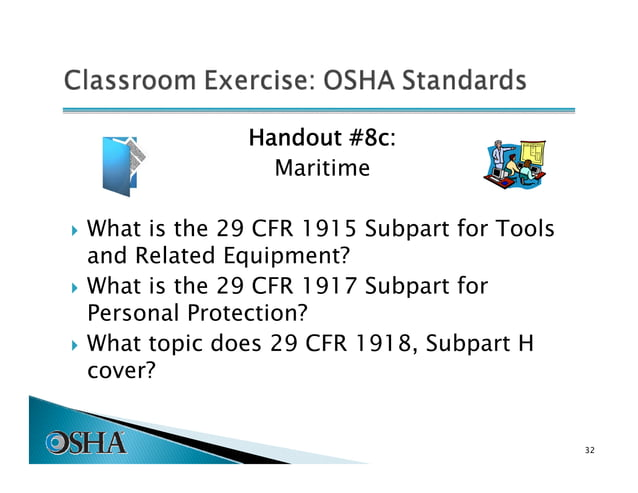 Classroom Exercise: OSHA Standards
Handout #8c:
Maritime
What is the 29 CFR 1915 Subpart for Tools
and Related Equipment?
What is the 29 CFR 1917 Subpart for
Personal Protection?
What topic does 29 CFR 1918, Subpart H
cover?
OSHA
32